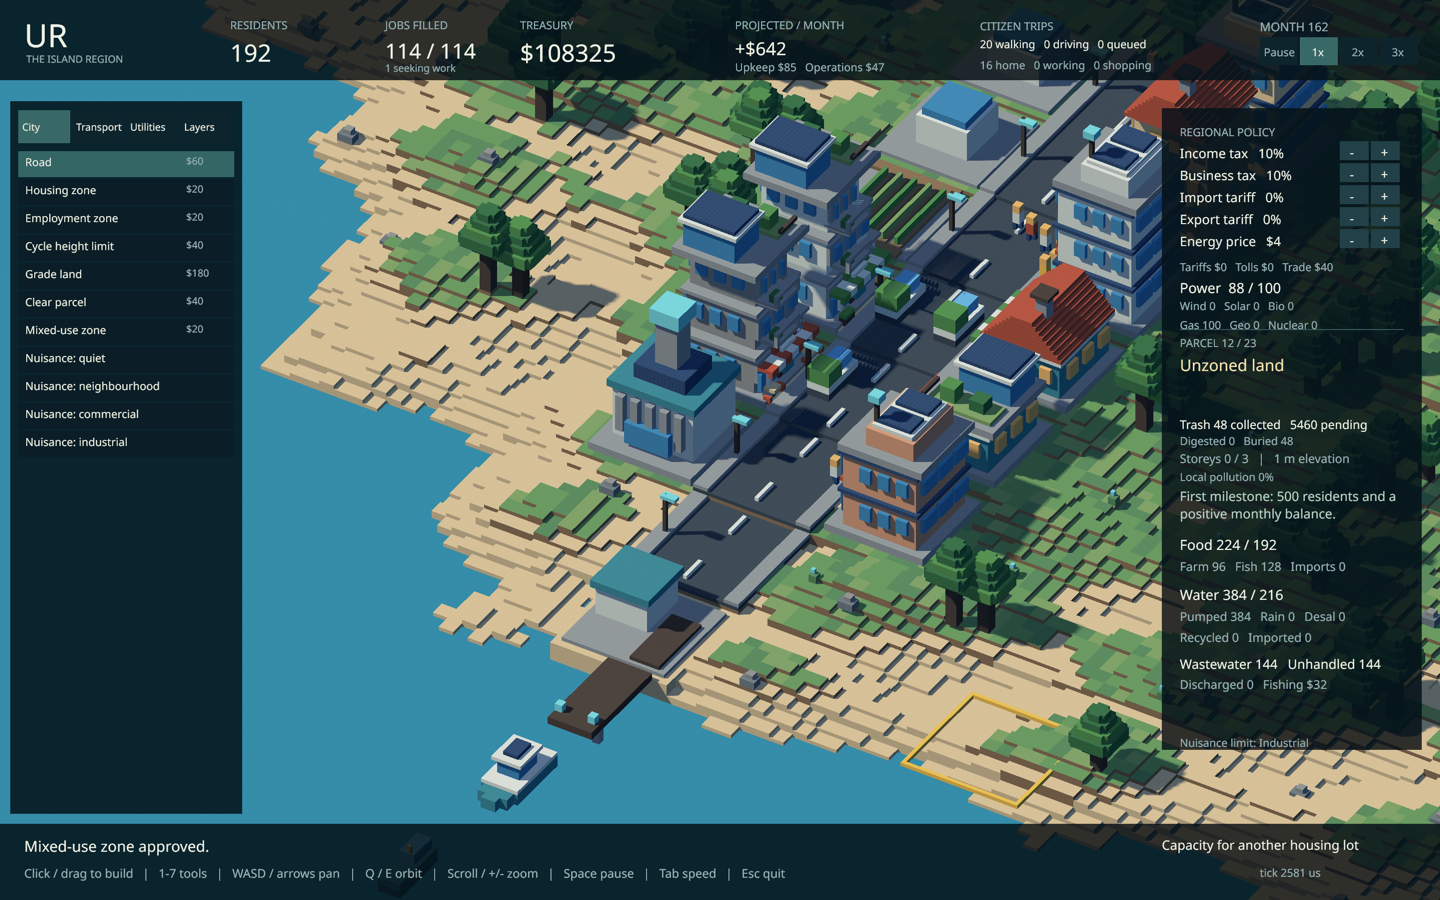 UR
THE ISLAND REGION
RESIDENTS
192
JOBS FILLED
114 / 114
1 seeking work
TREASURY
$108325
PROJECTED / MONTH
+$642
Upkeep $85 Operations $47
CITIZEN TRIPS
20 walking 0 driving 0 queued
16 home 0 working 0 shopping
MONTH 162
Pause 1x 2x 3x
City Transport Utilities Layers
Road $60
Housing zone $20
Employment zone $20
Cycle height limit $40
Grade land $180
Clear parcel $40
Mixed-use zone $20
Nuisance: quiet
Nuisance: neighbourhood
Nuisance: commercial
Nuisance: industrial
REGIONAL POLICY
Income tax 10% - +
Business tax 10% - +
Import tariff 0% - +
Export tariff 0% - +
Energy price $4 - +
Tariffs $0 Tolls $0 Trade $40
Power 88 / 100
Wind 0 Solar 0 Bio 0
Gas 100 Geo 0 Nuclear 0
PARCEL 12 / 23
Unzoned land
Trash 48 collected 5460 pending
Digested 0 Buried 48
Storeys 0 / 3 | 1 m elevation
Local pollution 0%
First milestone: 500 residents and a
positive monthly balance.
Food 224 / 192
Farm 96 Fish 128 Imports 0
Water 384 / 216
Pumped 384 Rain 0 Desal 0
Recycled 0 Imported 0
Wastewater 144 Unhandled 144
Discharged 0 Fishing $32
Nuisance limit: Industrial
Mixed-use zone approved.
Click / drag to build | 1-7 tools | WASD / arrows pan | Q / E orbit | Scroll / +/- zoom | Space pause | Tab speed | Esc quit
Capacity for another housing lot
tick 2581 us